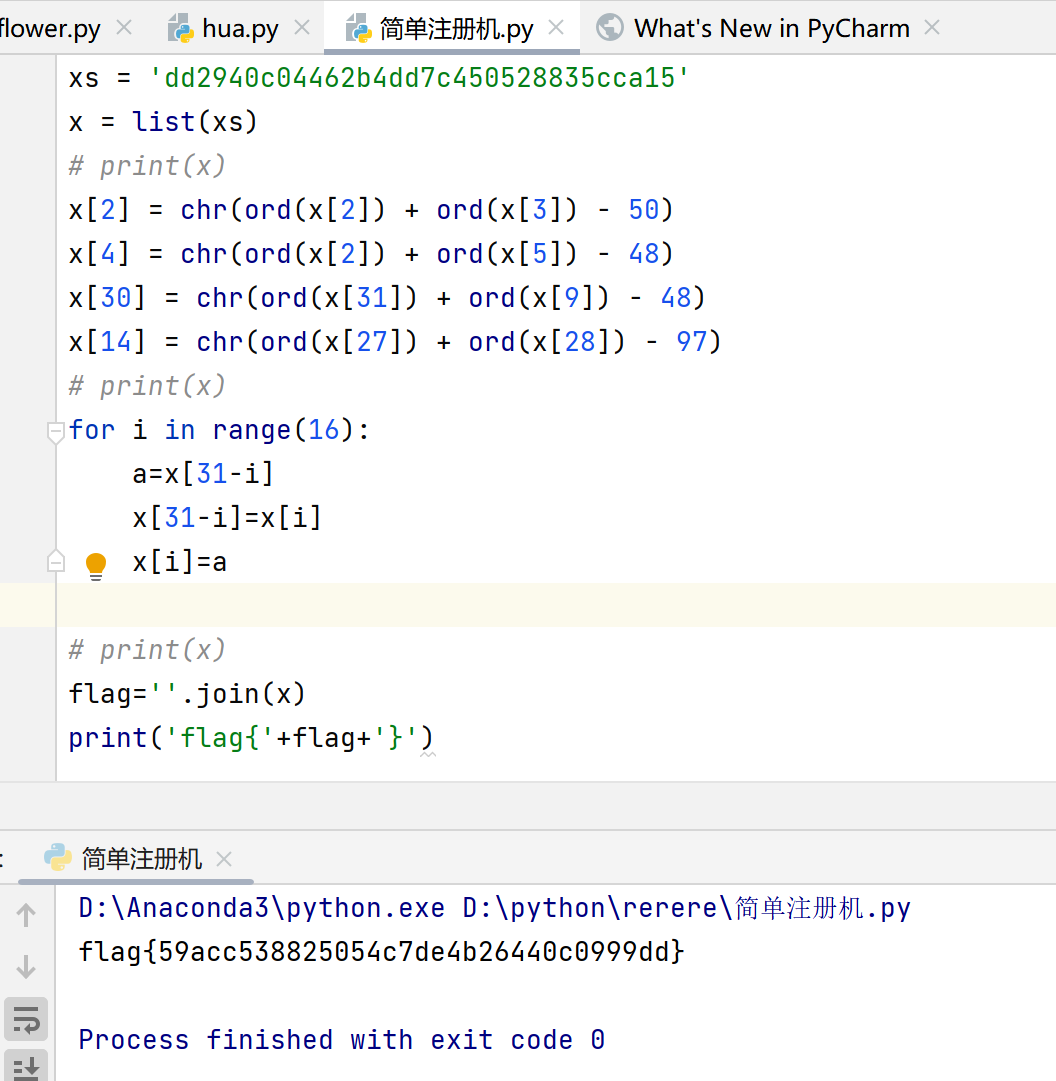 flower.py hua.py 简单注册机.py What's New in PyCharm
xs = 'dd2940c04462b4dd7c450528835cca15'
x = list(xs)
# print(x)
x[2] = chr(ord(x[2]) + ord(x[3]) - 50)
x[4] = chr(ord(x[2]) + ord(x[5]) - 48)
x[30] = chr(ord(x[31]) + ord(x[9]) - 48)
x[14] = chr(ord(x[27]) + ord(x[28]) - 97)
# print(x)
for i in range(16):
    a=x[31-i]
    x[31-i]=x[i]
    x[i]=a
# print(x)
flag=''.join(x)
print('flag{'+flag+'}')
: 简单注册机
D:\Anaconda3\python.exe D:\python\rerere\简单注册机.py
flag{59acc538825054c7de4b26440c0999dd}
Process finished with exit code 0